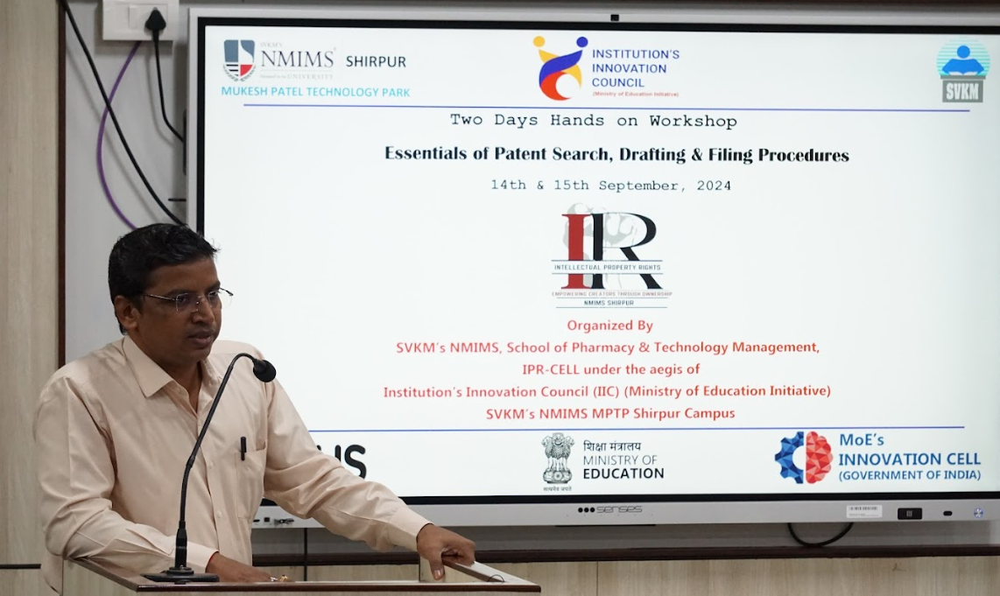 SVKM'S
NMIMS SHIRPUR
Deemed to be UNIVERSITY
MUKESH PATEL TECHNOLOGY PARK
INSTITUTION'S
INNOVATION
COUNCIL
(Ministry of Education Initiative)
SVKM
Two Days Hands on Workshop
Essentials of Patent Search, Drafting & Filing Procedures
14th & 15th September, 2024
IPR
INTELLECTUAL PROPERTY RIGHTS
EMPOWERING CREATORS THROUGH OWNERSHIP
NMIMS SHIRPUR
Organized By
SVKM's NMIMS, School of Pharmacy & Technology Management,
IPR-CELL under the aegis of
Institution's Innovation Council (IIC) (Ministry of Education Initiative)
SVKM's NMIMS MPTP Shirpur Campus
शिक्षा मंत्रालय
MINISTRY OF
EDUCATION
सत्यमेव जयते
MoE's
INNOVATION CELL
(GOVERNMENT OF INDIA)
senses